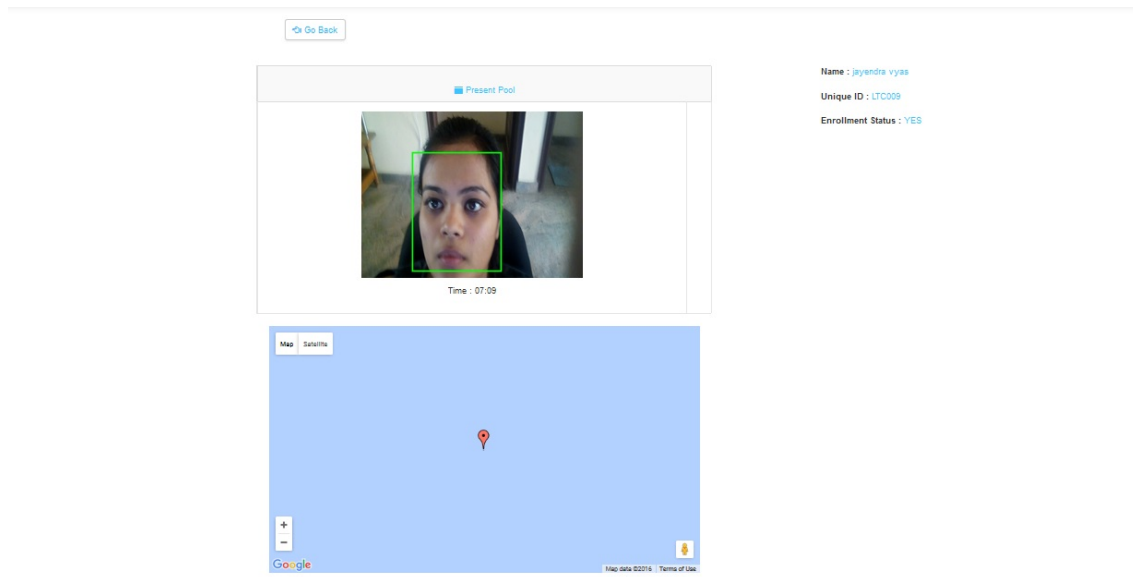 Go Back
Present Pool
Time : 07:09
Name : jayendra vyas
Unique ID : LTC009
Enrollment Status : YES
Map Satellite
+
−
Google
Map data ©2016 Terms of Use